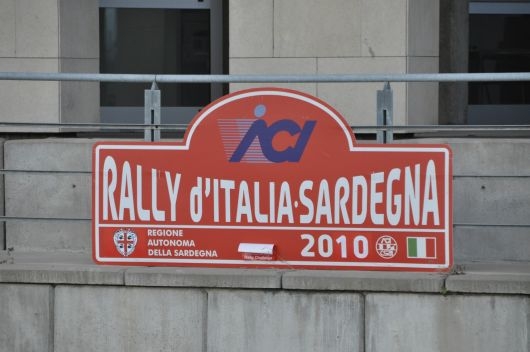 ACI
RALLY d'ITALIA·SARDEGNA
REGIONE
AUTONOMA
DELLA SARDEGNA
2010